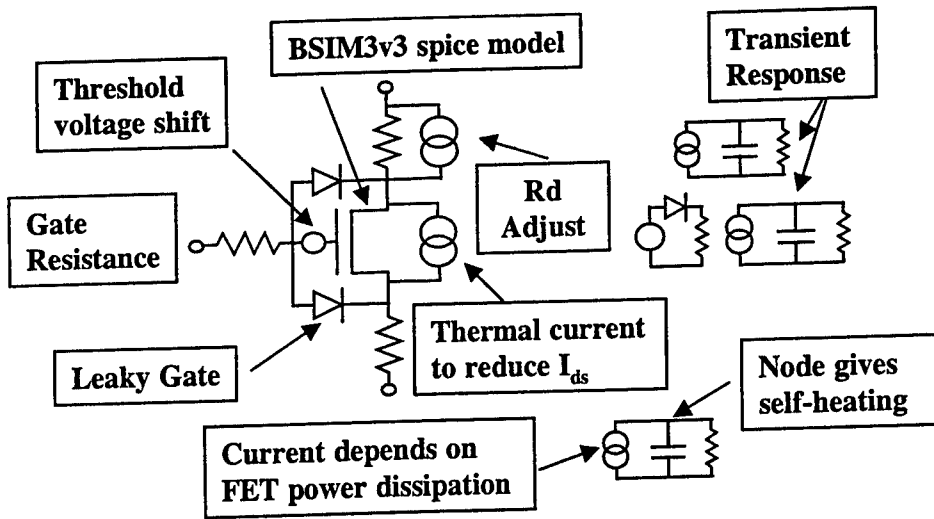 BSIM3v3 spice model
Transient
Response
Threshold
voltage shift
Rd
Adjust
Gate
Resistance
Thermal current
to reduce I_ds
Leaky Gate
Node gives
self-heating
Current depends on
FET power dissipation